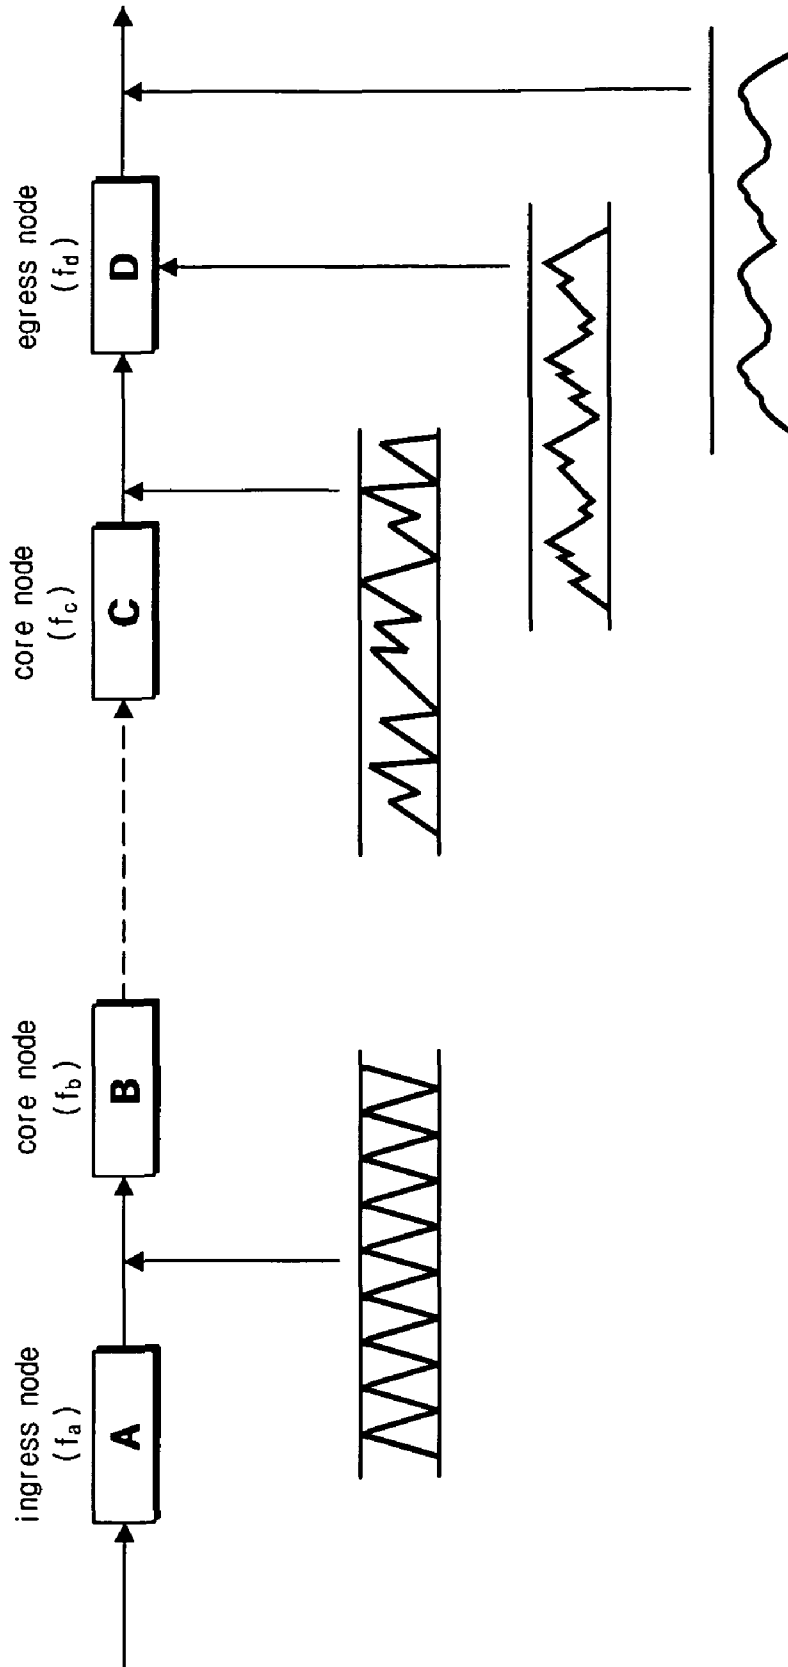 ingress node
(fa)
A
core node
(fb)
B
core node
(fc)
C
egress node
(fd)
D